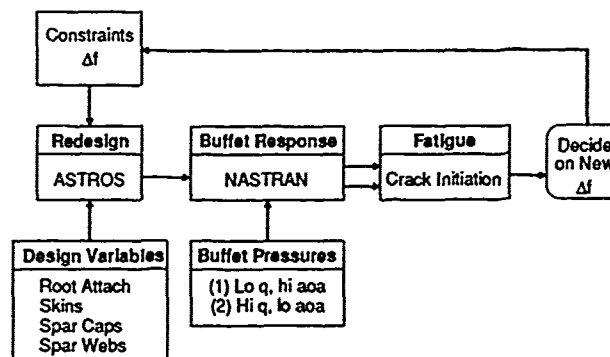 Constraints
Δf
Redesign
ASTROS
Buffet Response
NASTRAN
Fatigue
Crack Initiation
Decide
on New
Δf
Design Variables
Root Attach
Skins
Spar Caps
Spar Webs
Buffet Pressures
(1) Lo q, hi aoa
(2) Hi q, lo aoa